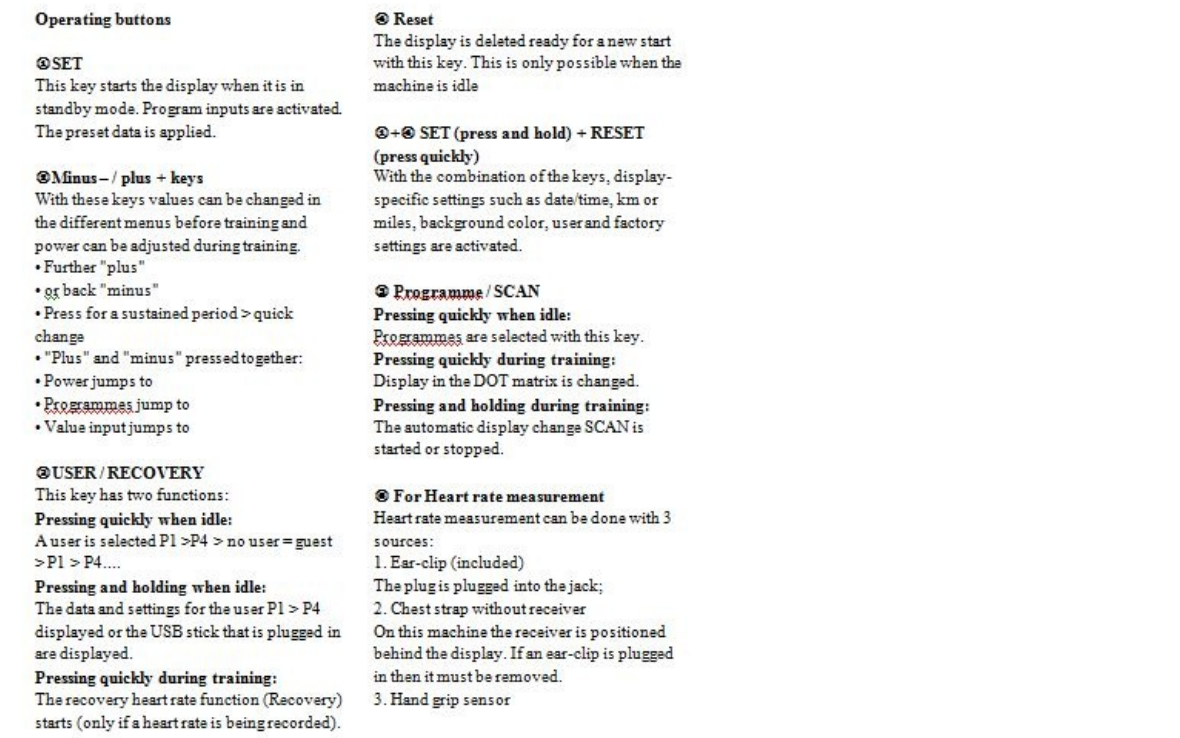 Operating buttons
①SET
This key starts the display when it is in
standby mode. Program inputs are activated.
The preset data is applied.
Minus – / plus + keys
With these keys values can be changed in
the different menus before training and
power can be adjusted during training.
• Further "plus"
• or back "minus"
• Press for a sustained period > quick
change
• "Plus" and "minus" pressed together:
• Power jumps to
• Programmes jump to
• Value input jumps to
②USER / RECOVERY
This key has two functions:
Pressing quickly when idle:
A user is selected P1 >P4 > no user = guest
>P1 > P4....
Pressing and holding when idle:
The data and settings for the user P1 > P4
displayed or the USB stick that is plugged in
are displayed.
Pressing quickly during training:
The recovery heart rate function (Recovery)
starts (only if a heart rate is being recorded).
④ Reset
The display is deleted ready for a new start
with this key. This is only possible when the
machine is idle
①+④ SET (press and hold) + RESET
(press quickly)
With the combination of the keys, display-
specific settings such as date/time, km or
miles, background color, user and factory
settings are activated.
Programme / SCAN
Pressing quickly when idle:
Programmes are selected with this key.
Pressing quickly during training:
Display in the DOT matrix is changed.
Pressing and holding during training:
The automatic display change SCAN is
started or stopped.
For Heart rate measurement
Heart rate measurement can be done with 3
sources:
1. Ear-clip (included)
The plug is plugged into the jack;
2. Chest strap without receiver
On this machine the receiver is positioned
behind the display. If an ear-clip is plugged
in then it must be removed.
3. Hand grip sensor